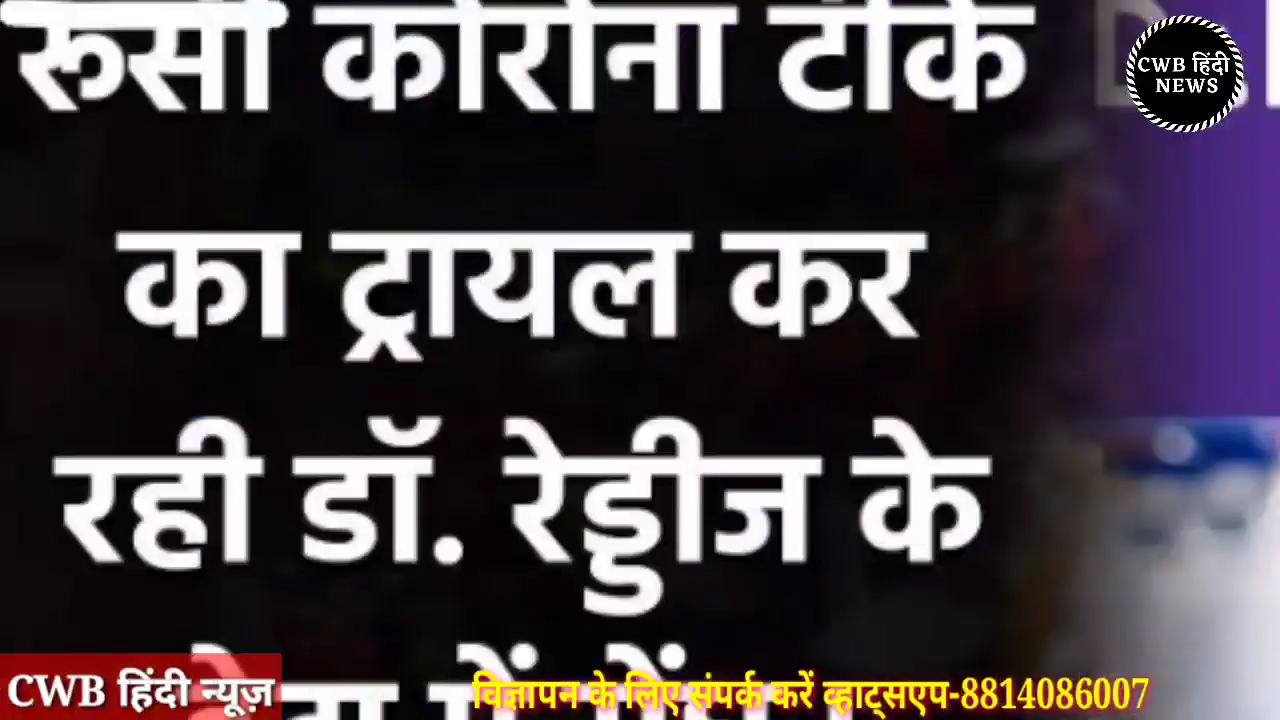 रूसी कोरोना टीके
CWB हिंदी
NEWS
का ट्रायल कर
रही डॉ. रेड्डीज के
CWB हिंदी न्यूज़
विज्ञापन के लिए संपर्क करें व्हाट्सएप-8814086007